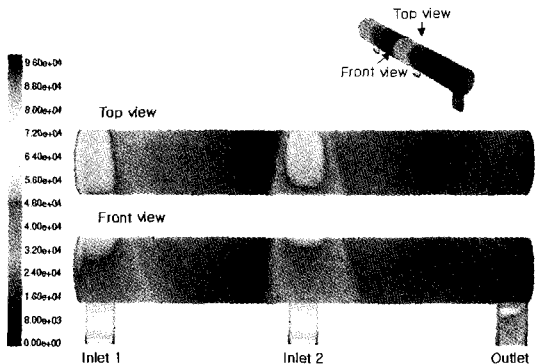 Top view
Front view
9.60e+04
8.80e+04
8.00e+04
7.20e+04
6.40e+04
5.60e+04
4.80e+04
4.00e+04
3.20e+04
2.40e+04
1.60e+04
8.00e+03
0.00e+00
Top view
Front view
Inlet 1
Inlet 2
Outlet